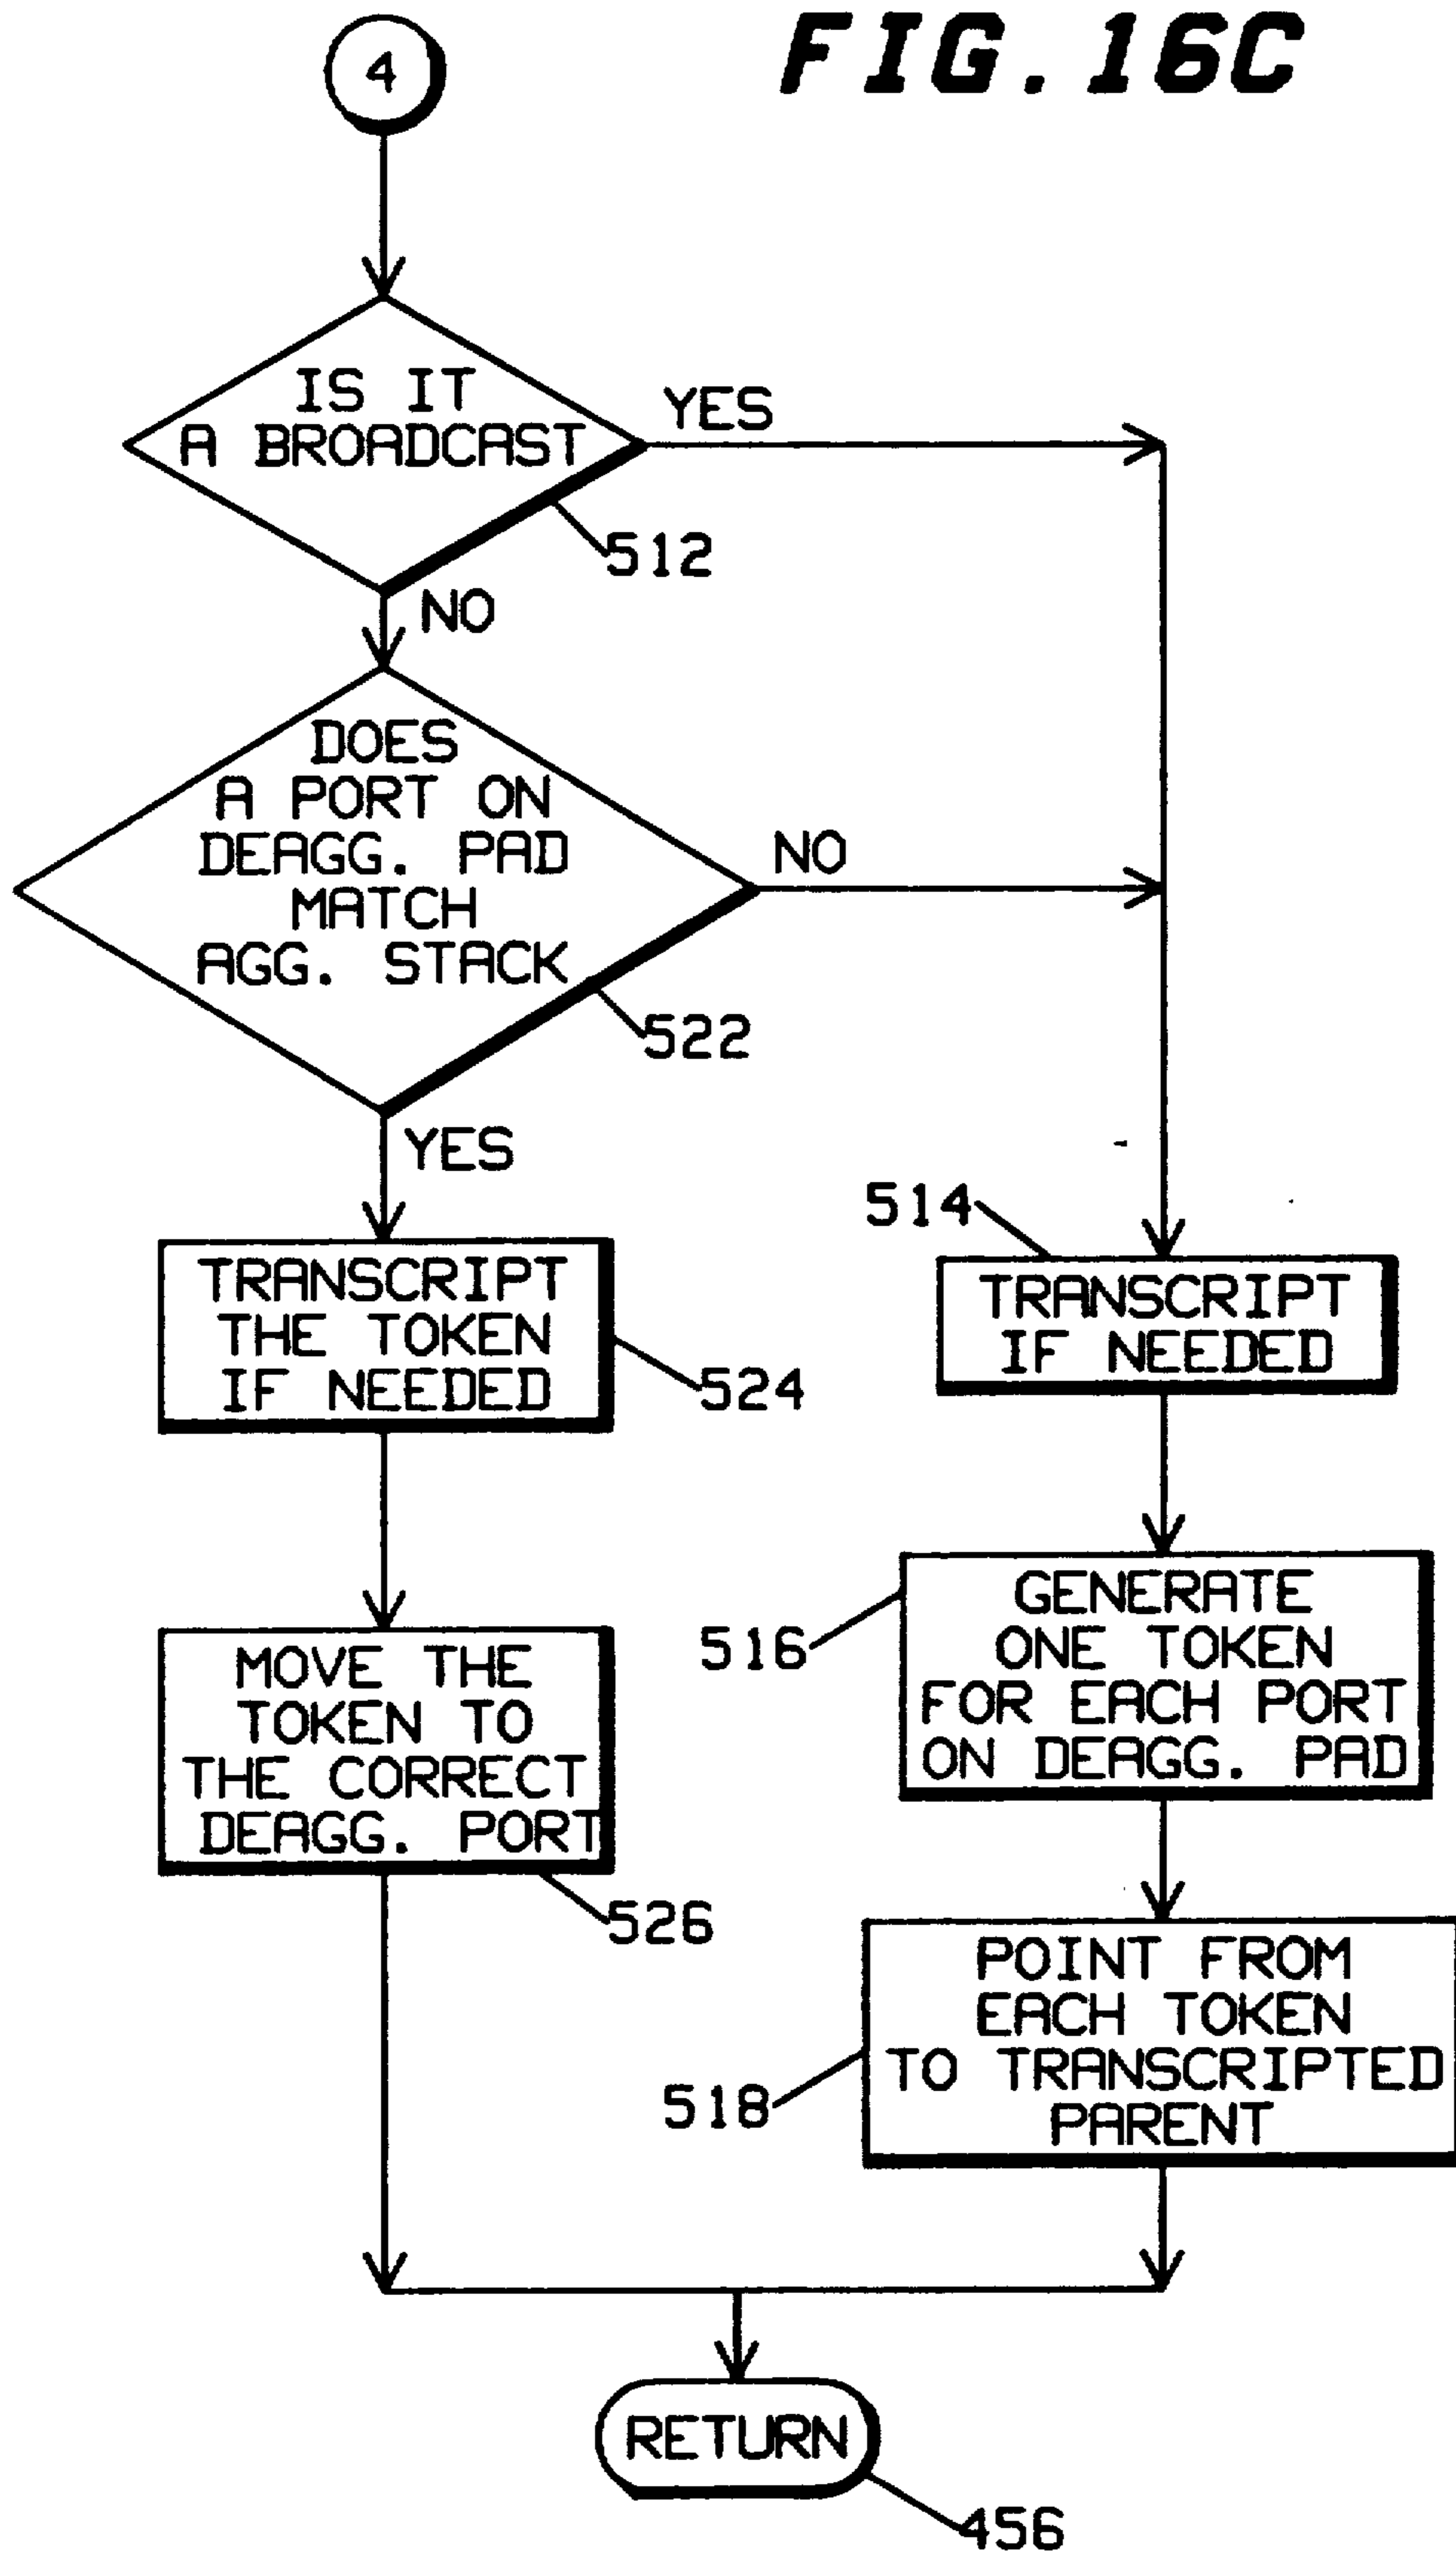 FIG. 16C
4
IS IT
A BROADCAST
YES
512
NO
DOES
A PORT ON
DEAGG. PAD
MATCH
AGG. STACK
NO
522
YES
TRANSCRIPT
THE TOKEN
IF NEEDED
524
514
TRANSCRIPT
IF NEEDED
MOVE THE
TOKEN TO
THE CORRECT
DEAGG. PORT
526
516
GENERATE
ONE TOKEN
FOR EACH PORT
ON DEAGG. PAD
518
POINT FROM
EACH TOKEN
TO TRANSCRIPTED
PARENT
RETURN
456